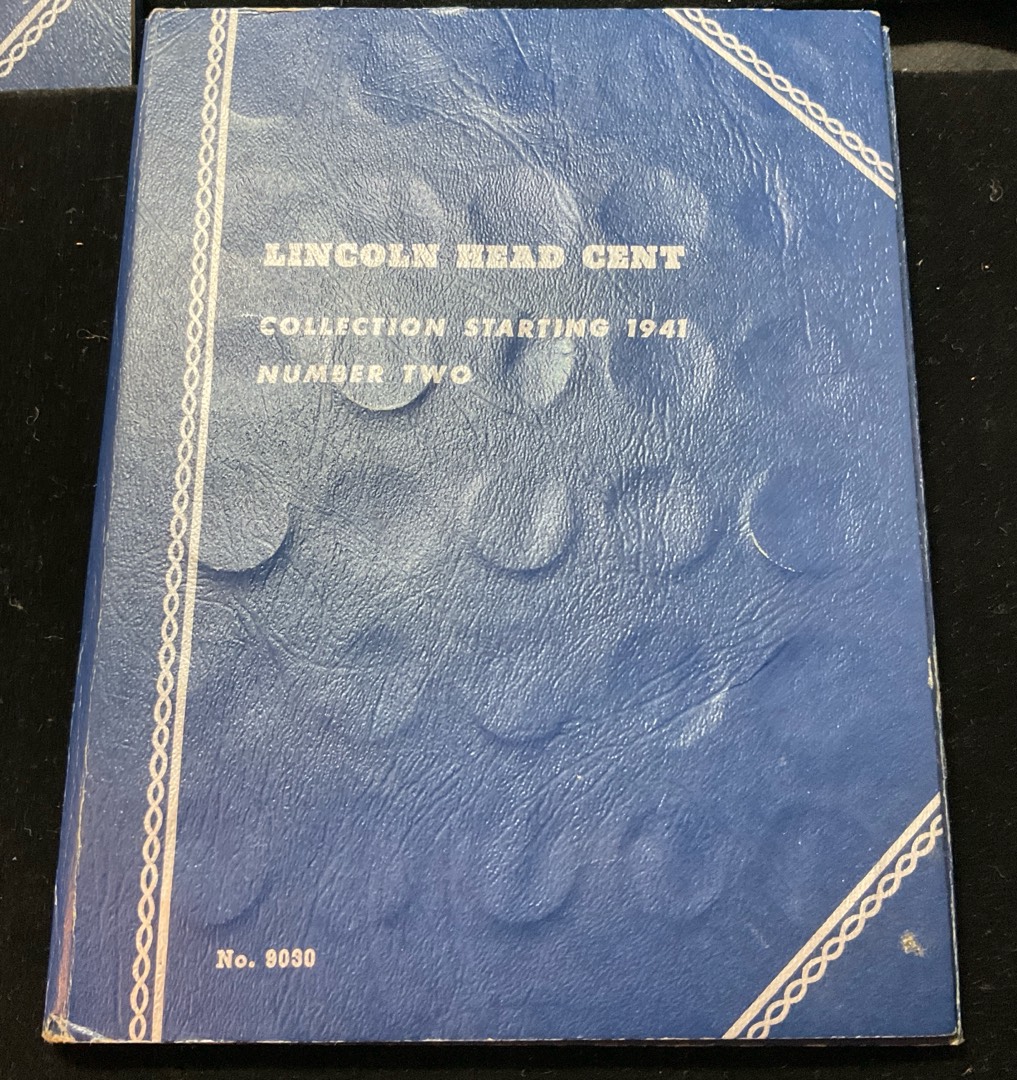 LINCOLN HEAD CENT
COLLECTION STARTING 1941
NUMBER TWO
No. 9030